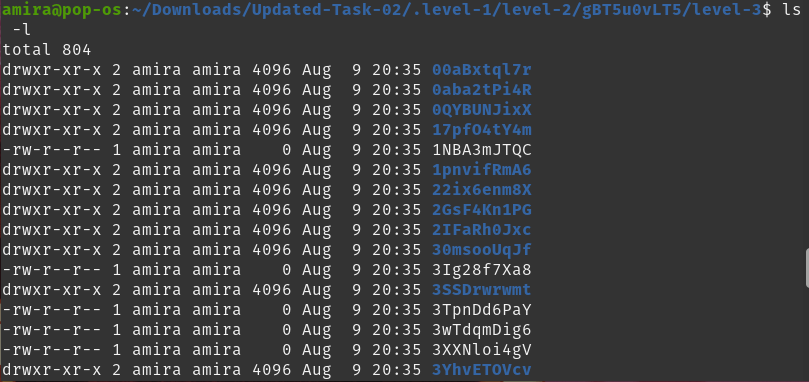 amira@pop-os:~/Downloads/Updated-Task-02/.level-1/level-2/gBT5u0vLT5/level-3$ ls
 -l
total 804
drwxr-xr-x 2 amira amira 4096 Aug  9 20:35 00aBxtql7r
drwxr-xr-x 2 amira amira 4096 Aug  9 20:35 0aba2tPi4R
drwxr-xr-x 2 amira amira 4096 Aug  9 20:35 0QYBUNJixX
drwxr-xr-x 2 amira amira 4096 Aug  9 20:35 17pfO4tY4m
-rw-r--r-- 1 amira amira    0 Aug  9 20:35 1NBA3mJTQC
drwxr-xr-x 2 amira amira 4096 Aug  9 20:35 1pnvifRmA6
drwxr-xr-x 2 amira amira 4096 Aug  9 20:35 22ix6enm8X
drwxr-xr-x 2 amira amira 4096 Aug  9 20:35 2GsF4Kn1PG
drwxr-xr-x 2 amira amira 4096 Aug  9 20:35 2IFaRh0Jxc
drwxr-xr-x 2 amira amira 4096 Aug  9 20:35 30msooUqJf
-rw-r--r-- 1 amira amira    0 Aug  9 20:35 3Ig28f7Xa8
drwxr-xr-x 2 amira amira 4096 Aug  9 20:35 3SSDrwrwmt
-rw-r--r-- 1 amira amira    0 Aug  9 20:35 3TpnDd6PaY
-rw-r--r-- 1 amira amira    0 Aug  9 20:35 3wTdqmDig6
-rw-r--r-- 1 amira amira    0 Aug  9 20:35 3XXNloi4gV
drwxr-xr-x 2 amira amira 4096 Aug  9 20:35 3YhvETOVcv